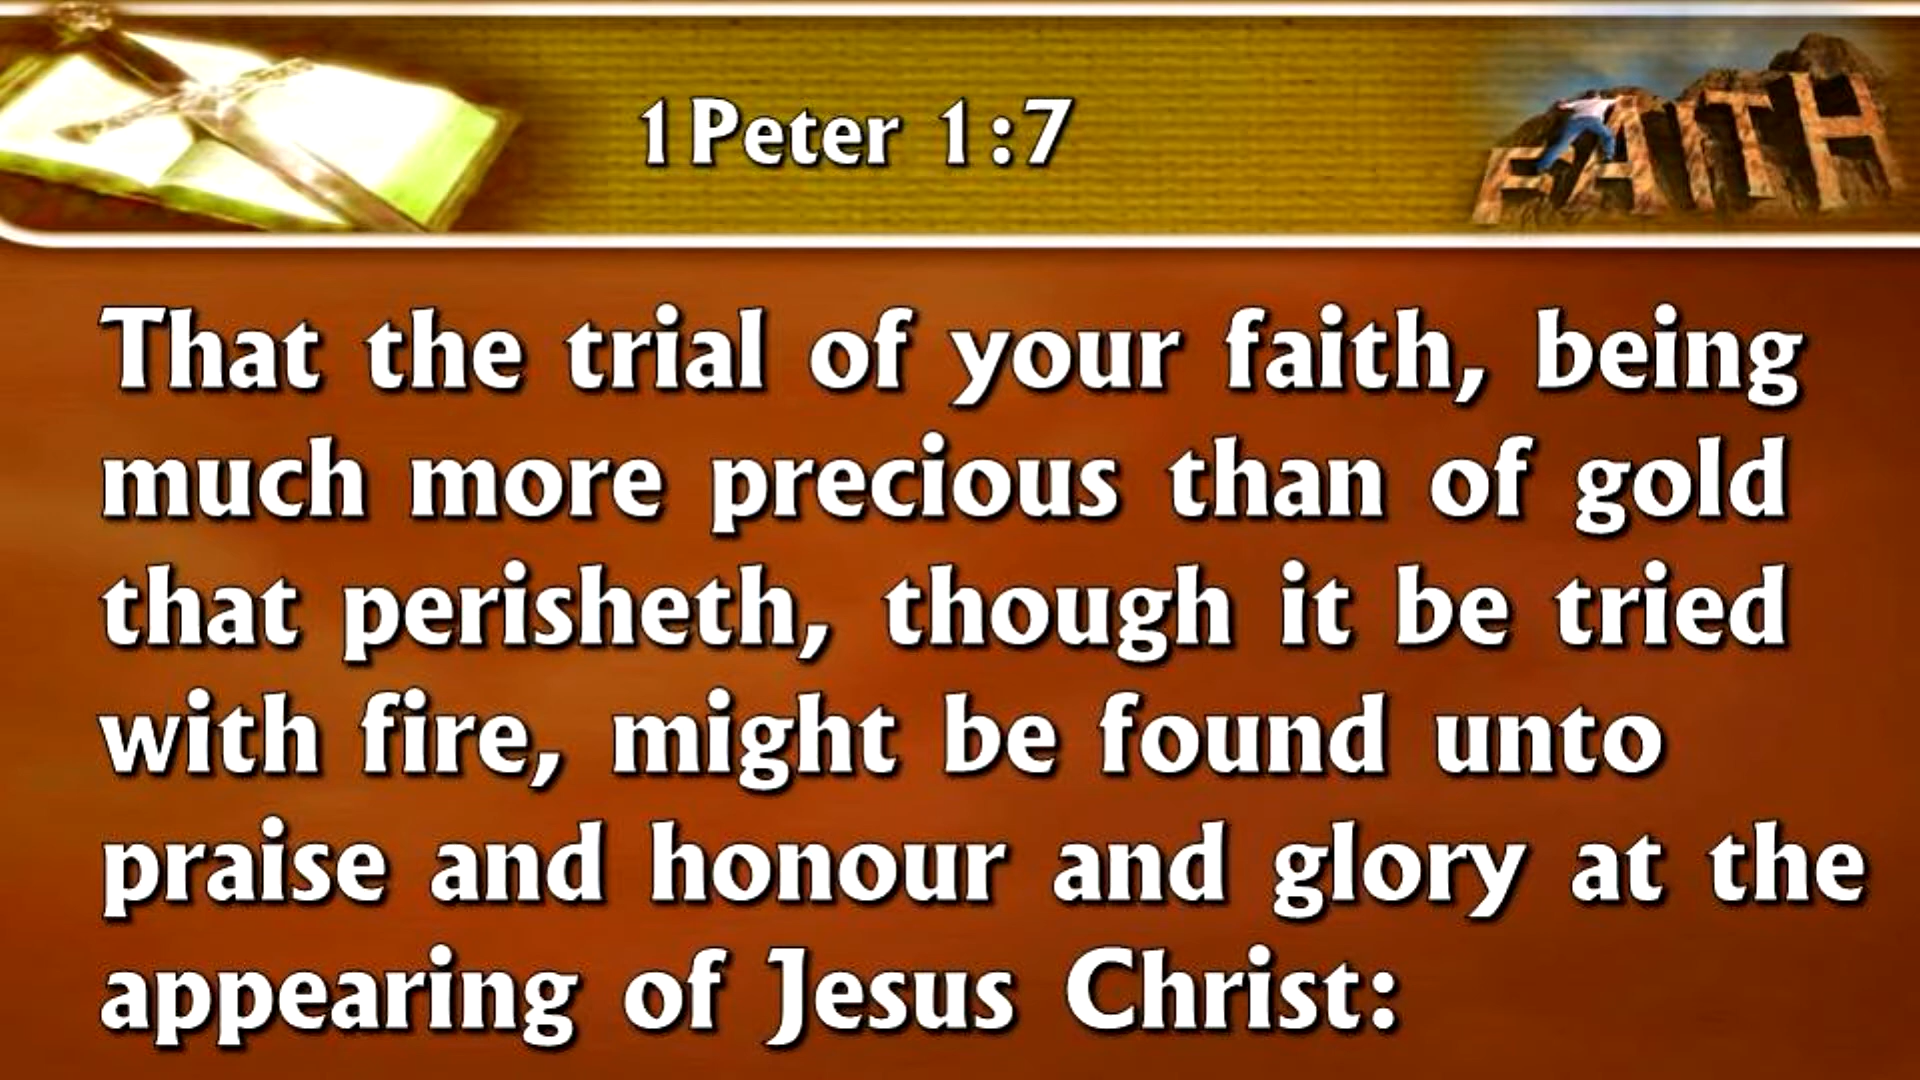 1Peter 1:7
FAITH
That the trial of your faith, being
much more precious than of gold
that perisheth, though it be tried
with fire, might be found unto
praise and honour and glory at the
appearing of Jesus Christ: